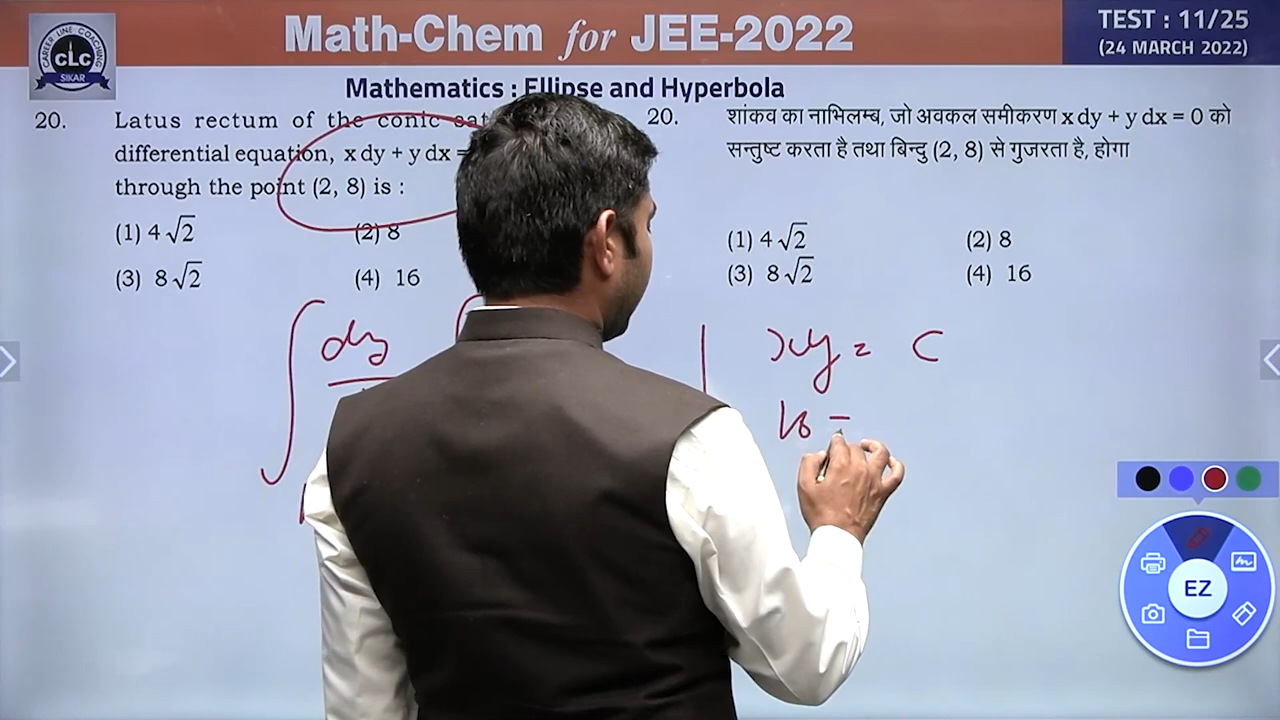 Math-Chem for JEE-2022
TEST : 11/25
(24 MARCH 2022)
CAREER LINE COACHING
CLC
SIKAR
Mathematics : Ellipse and Hyperbola
20. Latus rectum of the conic sat
differential equation, x dy + y dx =
through the point (2, 8) is :
(1) 4√2 (2) 8
(3) 8√2 (4) 16
20. शांकव का नाभिलम्ब, जो अवकल समीकरण x dy + y dx = 0 को
सन्तुष्ट करता है तथा बिन्दु (2, 8) से गुजरता है, होगा
(1) 4√2 (2) 8
(3) 8√2 (4) 16
∫ dy
xy = C
16 =
EZ